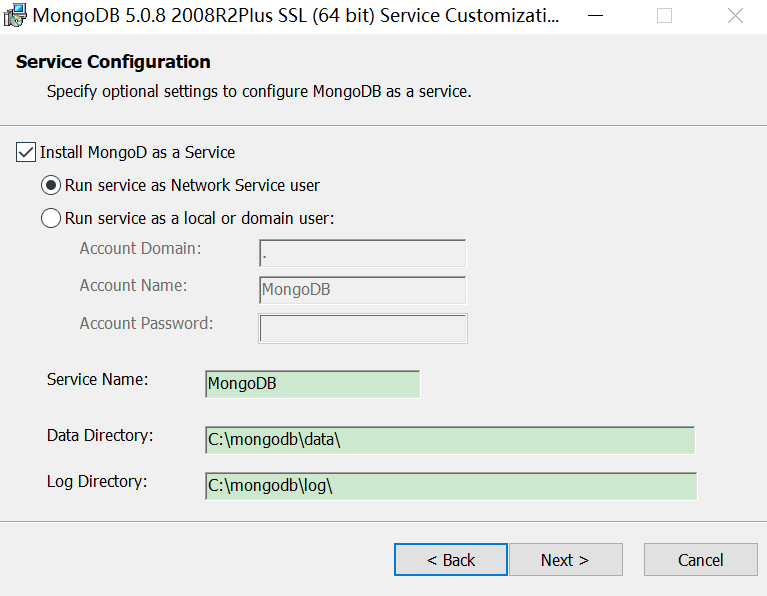 MongoDB 5.0.8 2008R2Plus SSL (64 bit) Service Customizati...
Service Configuration
Specify optional settings to configure MongoDB as a service.
Install MongoD as a Service
Run service as Network Service user
Run service as a local or domain user:
Account Domain: .
Account Name: MongoDB
Account Password:
Service Name: MongoDB
Data Directory: C:\mongodb\data\
Log Directory: C:\mongodb\log\
< Back Next > Cancel